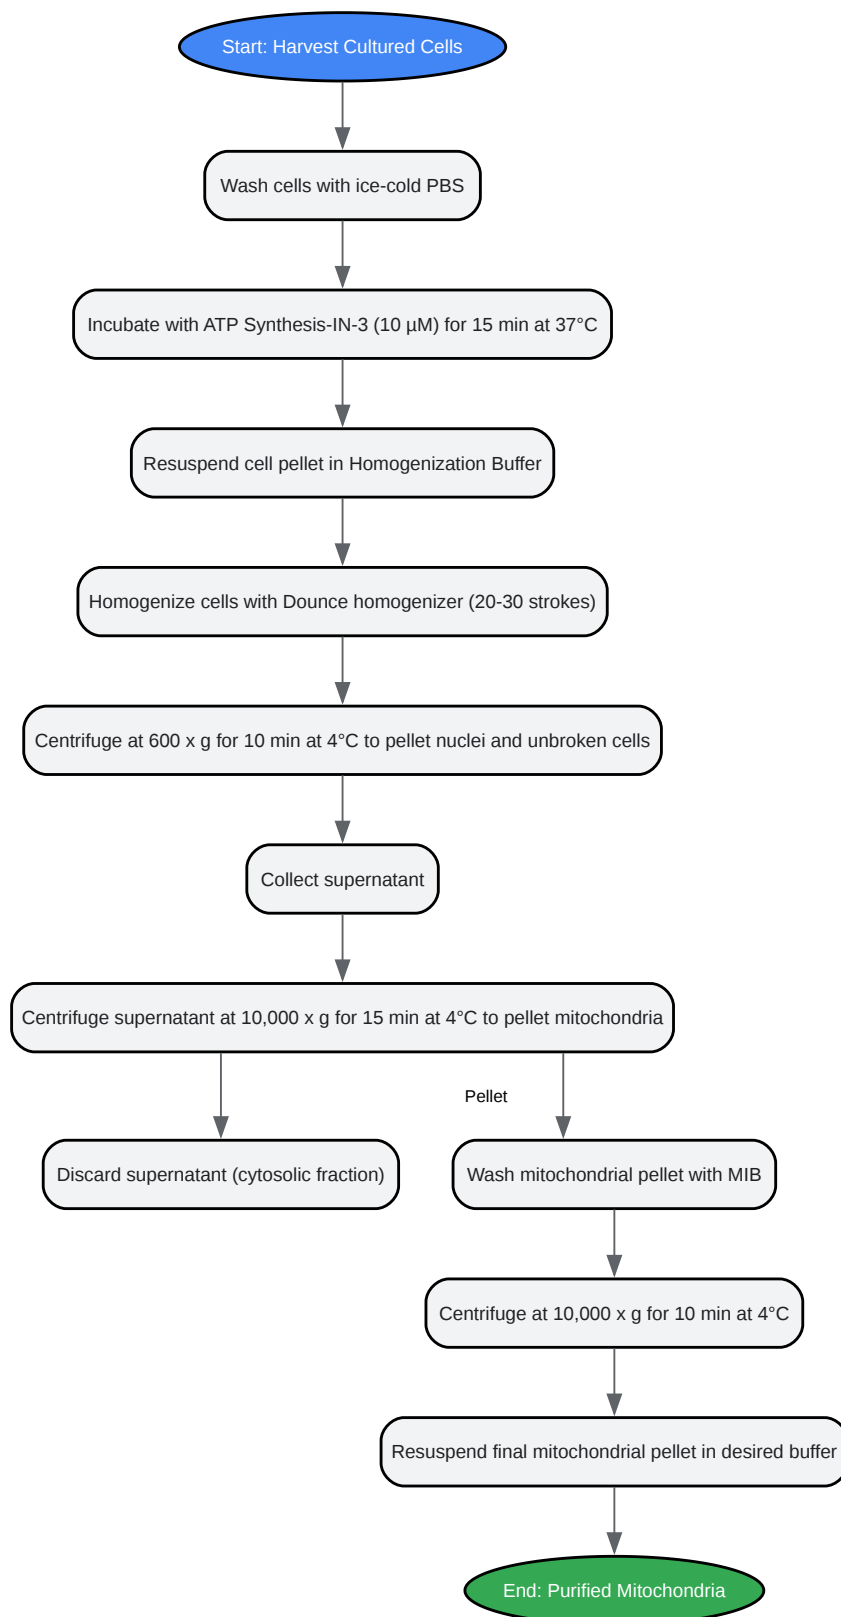 Start: Harvest Cultured Cells
Wash cells with ice-cold PBS
Incubate with ATP Synthesis-IN-3 (10 µM) for 15 min at 37°C
Resuspend cell pellet in Homogenization Buffer
Homogenize cells with Dounce homogenizer (20-30 strokes)
Centrifuge at 600 x g for 10 min at 4°C to pellet nuclei and unbroken cells
Collect supernatant
Centrifuge supernatant at 10,000 x g for 15 min at 4°C to pellet mitochondria
Pellet
Discard supernatant (cytosolic fraction)
Wash mitochondrial pellet with MIB
Centrifuge at 10,000 x g for 10 min at 4°C
Resuspend final mitochondrial pellet in desired buffer
End: Purified Mitochondria